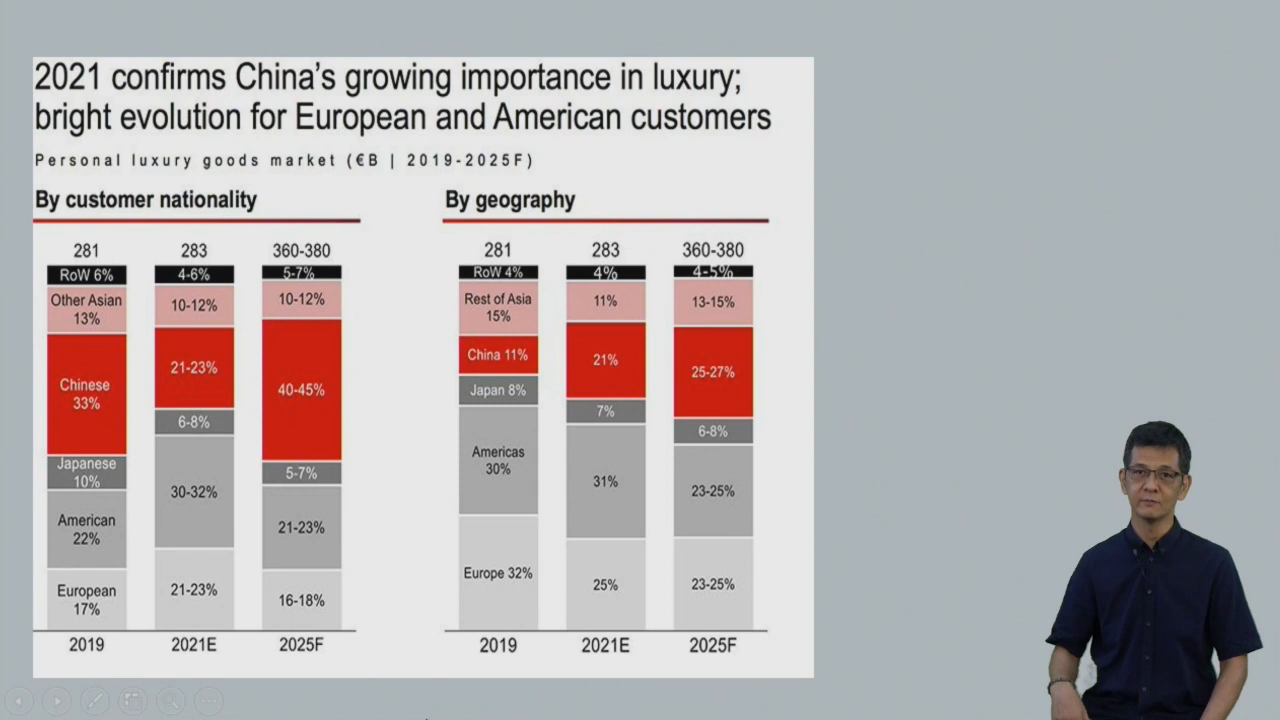 2021 confirms China's growing importance in luxury;
bright evolution for European and American customers
Personal luxury goods market (€B | 2019-2025F)
By customer nationality
281
283
360-380
RoW 6%
4-6%
5-7%
Other Asian
13%
10-12%
10-12%
Chinese
33%
21-23%
40-45%
Japanese
10%
6-8%
5-7%
American
22%
30-32%
21-23%
European
17%
21-23%
16-18%
2019
2021E
2025F
By geography
281
283
360-380
RoW 4%
4%
4-5%
Rest of Asia
15%
11%
13-15%
China 11%
21%
25-27%
Japan 8%
7%
6-8%
Americas
30%
31%
23-25%
Europe 32%
25%
23-25%
2019
2021E
2025F